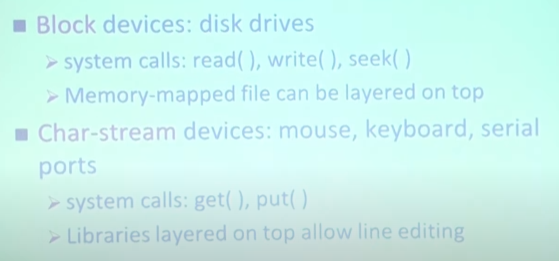 ■ Block devices: disk drives
➢ system calls: read( ), write( ), seek( )
➢ Memory-mapped file can be layered on top
■ Char-stream devices: mouse, keyboard, serial
ports
➢ system calls: get( ), put( )
➢ Libraries layered on top allow line editing